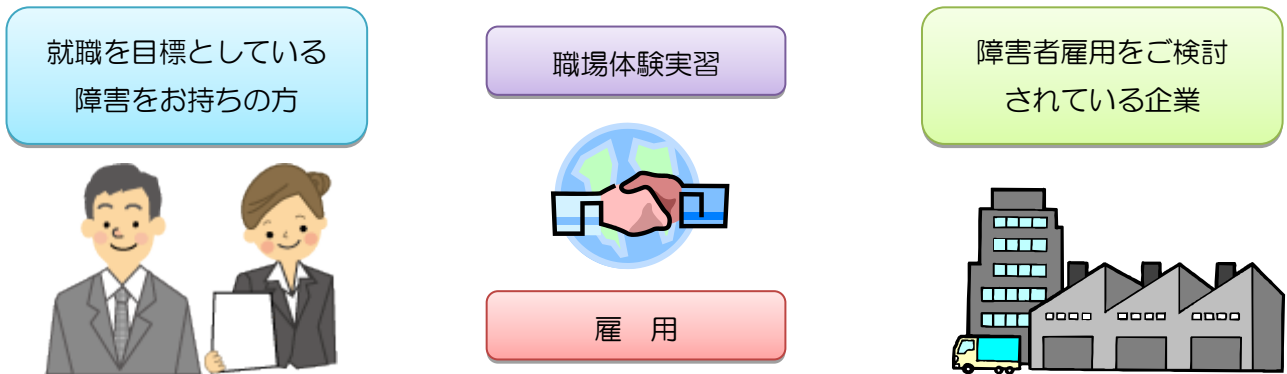 就職を目標としている
障害をお持ちの方
職場体験実習
雇　用
障害者雇用をご検討
されている企業